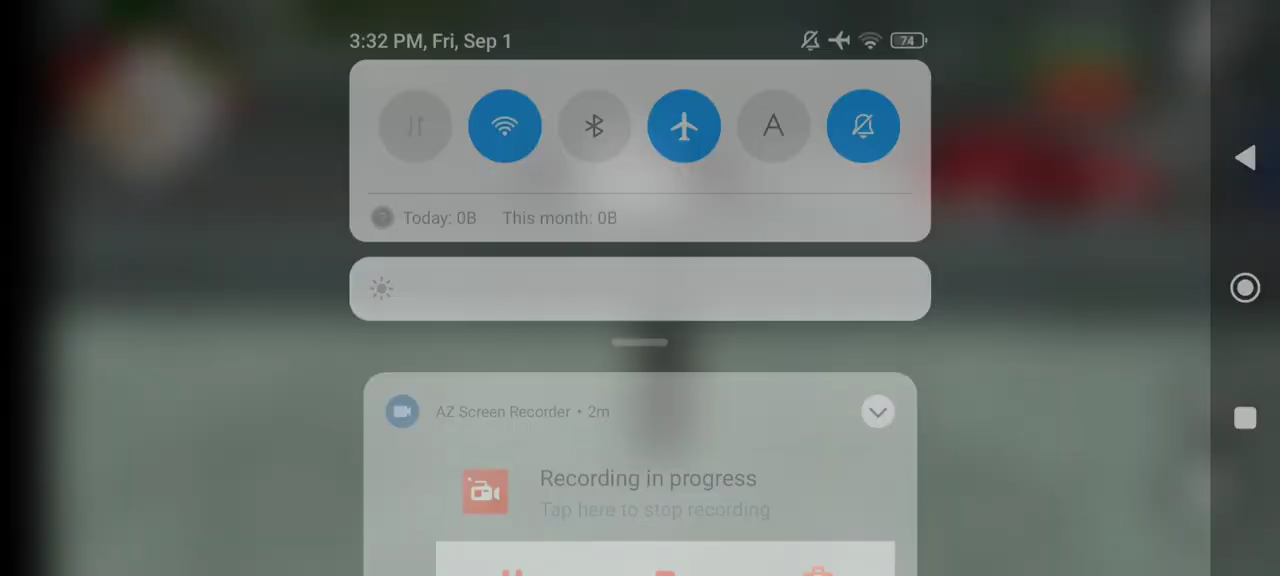 3:32 PM, Fri, Sep 1
74
A
Today: 0B This month: 0B
AZ Screen Recorder • 2m
Recording in progress
Tap here to stop recording